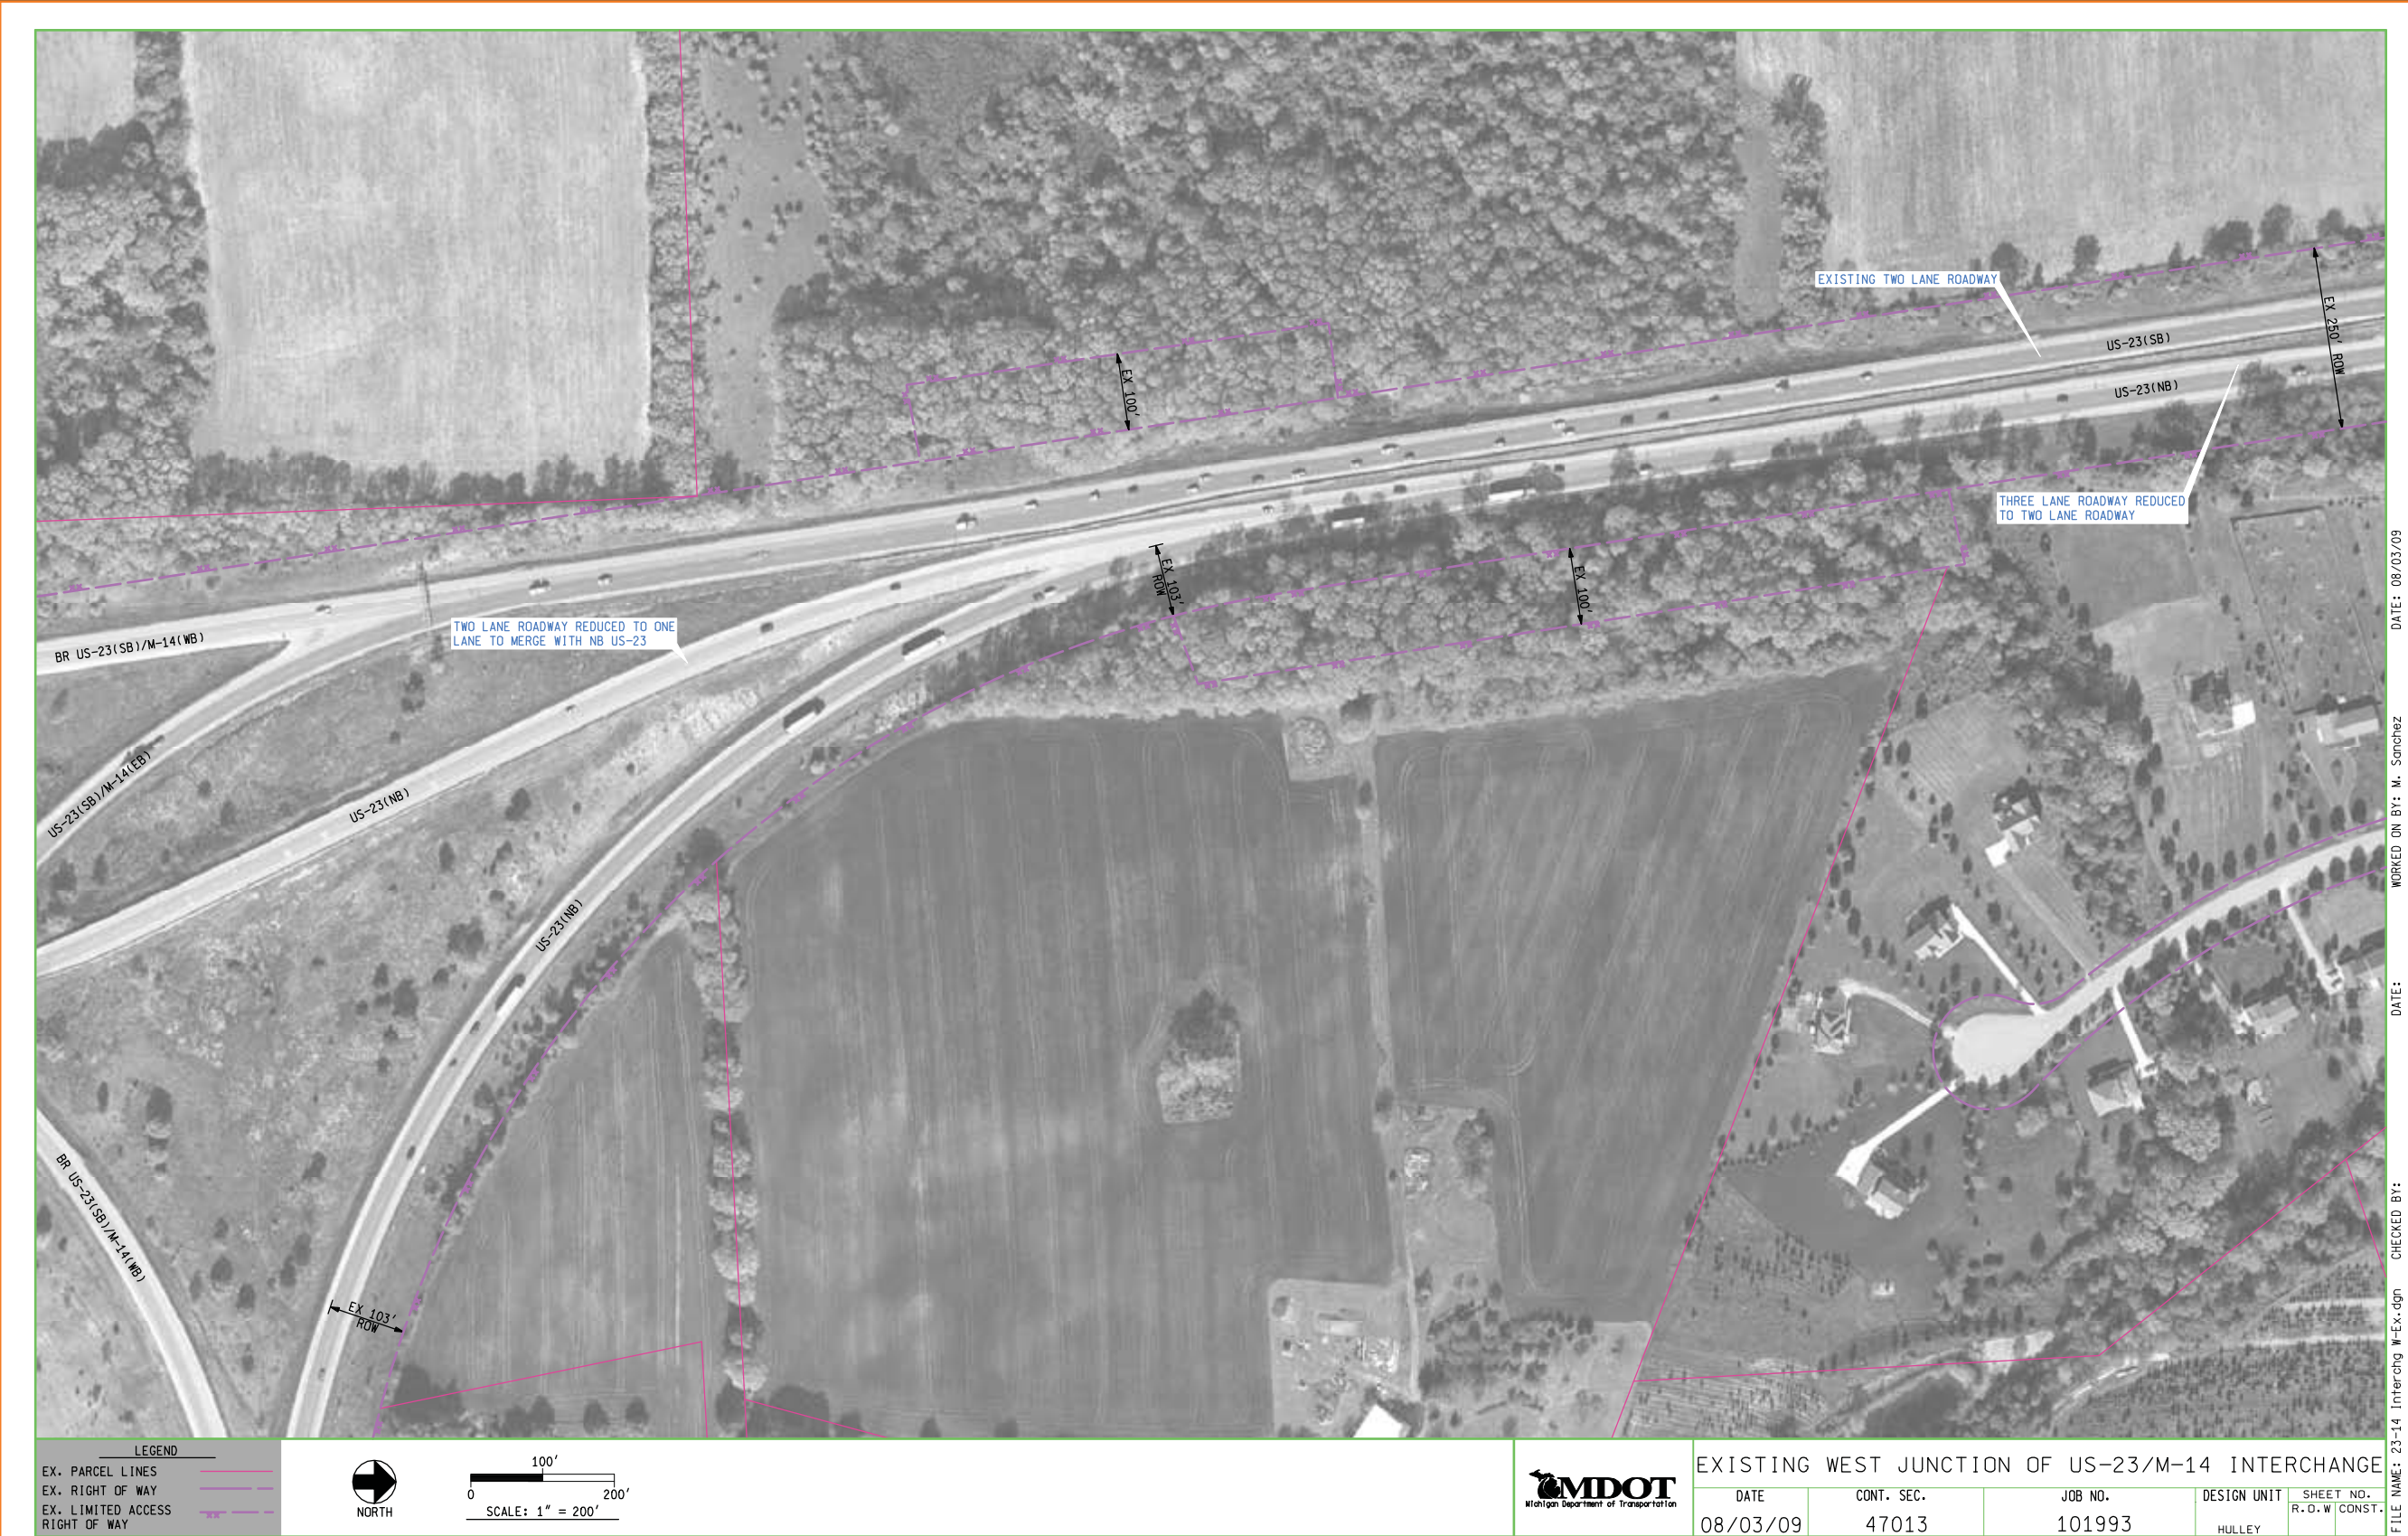 EXISTING TWO LANE ROADWAY
US-23(SB)
EX 250' ROW
EX 100'
US-23(NB)
THREE LANE ROADWAY REDUCED
TO TWO LANE ROADWAY
EX 103'
ROW
EX 100'
TWO LANE ROADWAY REDUCED TO ONE
LANE TO MERGE WITH NB US-23
BR US-23(SB)/M-14(WB)
US-23(SB)/M-14(EB)
US-23(NB)
US-23(NB)
BR US-23(SB)/M-14(WB)
EX 103'
ROW
DATE: 08/03/09
WORKED ON BY: M. Sanchez
DATE:
CHECKED BY:
FILE NAME: 23-14 Interchg W-Ex.dgn
LEGEND
EX. PARCEL LINES
EX. RIGHT OF WAY
EX. LIMITED ACCESS
RIGHT OF WAY
NORTH
100'
0 200'
SCALE: 1" = 200'
MDOT
Michigan Department of Transportation
EXISTING WEST JUNCTION OF US-23/M-14 INTERCHANGE
DATE CONT. SEC. JOB NO. DESIGN UNIT SHEET NO.
R.O.W CONST.
08/03/09 47013 101993 HULLEY